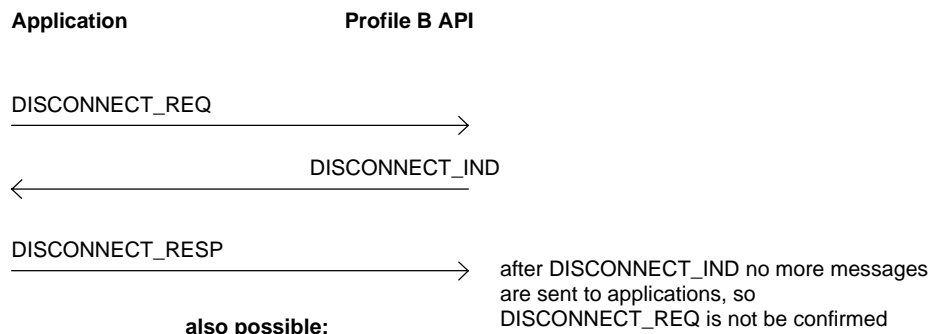 Application Profile B API
DISCONNECT_REQ
DISCONNECT_IND
DISCONNECT_RESP
after DISCONNECT_IND no more messages
are sent to applications, so
DISCONNECT_REQ is not be confirmed
also possible: